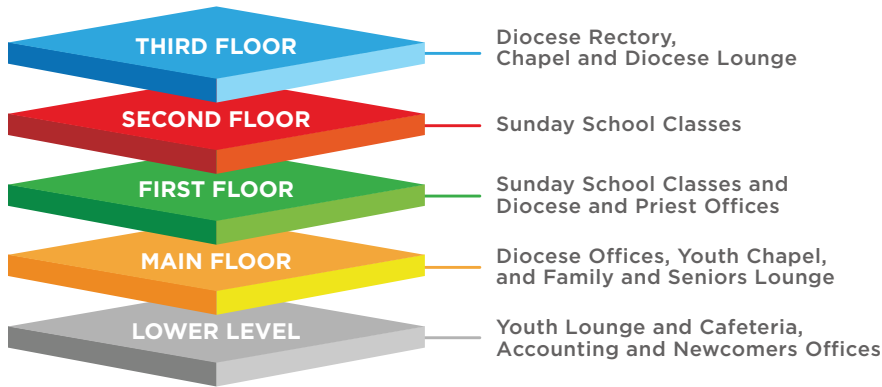 THIRD FLOOR
Diocese Rectory,
Chapel and Diocese Lounge
SECOND FLOOR
Sunday School Classes
FIRST FLOOR
Sunday School Classes and
Diocese and Priest Offices
MAIN FLOOR
Diocese Offices, Youth Chapel,
and Family and Seniors Lounge
LOWER LEVEL
Youth Lounge and Cafeteria,
Accounting and Newcomers Offices